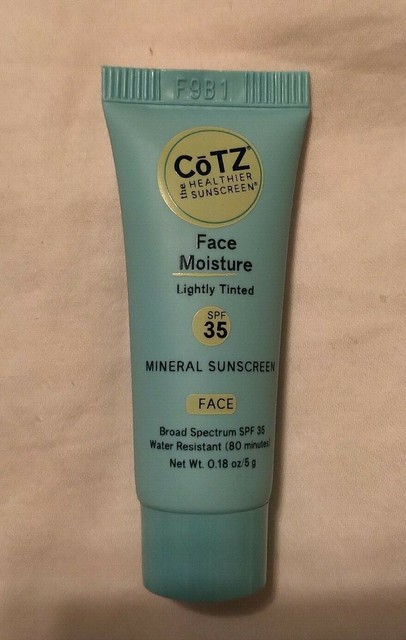 F9B1
CōTZ®
the HEALTHIER
SUNSCREEN®
Face
Moisture
Lightly Tinted
SPF
35
MINERAL SUNSCREEN
FACE
Broad Spectrum SPF 35
Water Resistant (80 minutes)
Net Wt. 0.18 oz/5 g